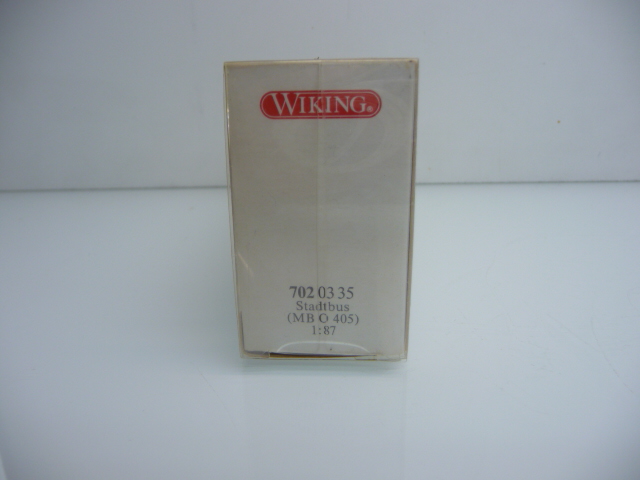 WIKING®
702 03 35
Stadtbus
(MB O 405)
1:87